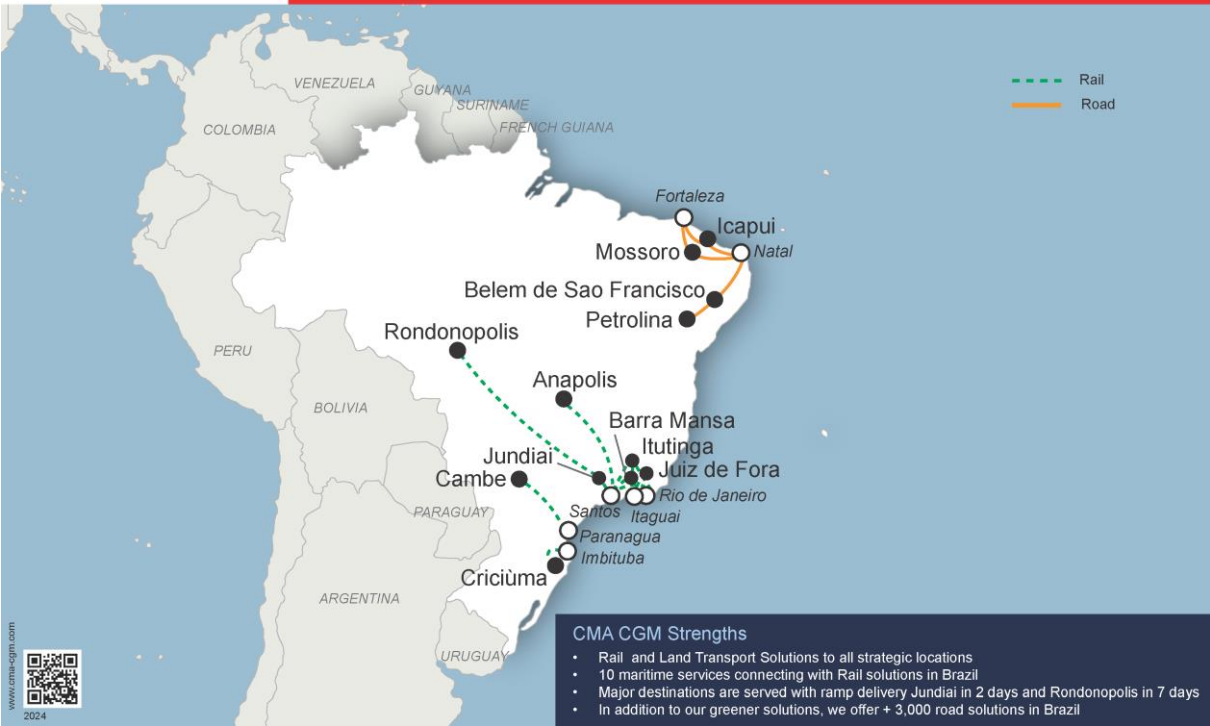 VENEZUELA
GUYANA
SURINAME
FRENCH GUIANA
COLOMBIA
Rail
Road
Fortaleza
Icapui
Mossoro
Natal
Belem de Sao Francisco
Petrolina
Rondonopolis
PERU
Anapolis
BOLIVIA
Barra Mansa
Itutinga
Jundiai
Juiz de Fora
Cambe
Rio de Janeiro
Santos
Itaguai
PARAGUAY
Paranagua
Imbituba
Criciùma
ARGENTINA
URUGUAY
CMA CGM Strengths
• Rail and Land Transport Solutions to all strategic locations
• 10 maritime services connecting with Rail solutions in Brazil
• Major destinations are served with ramp delivery Jundiai in 2 days and Rondonopolis in 7 days
• In addition to our greener solutions, we offer + 3,000 road solutions in Brazil
www.cma-cgm.com
2024